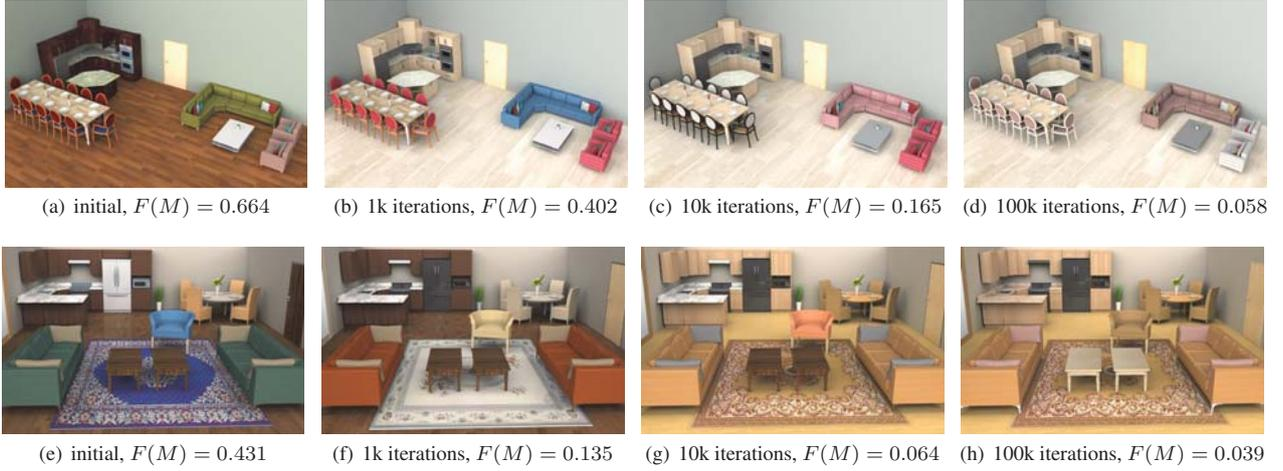 (a) initial, F(M) = 0.664
(b) 1k iterations, F(M) = 0.402
(c) 10k iterations, F(M) = 0.165
(d) 100k iterations, F(M) = 0.058
(e) initial, F(M) = 0.431
(f) 1k iterations, F(M) = 0.135
(g) 10k iterations, F(M) = 0.064
(h) 100k iterations, F(M) = 0.039